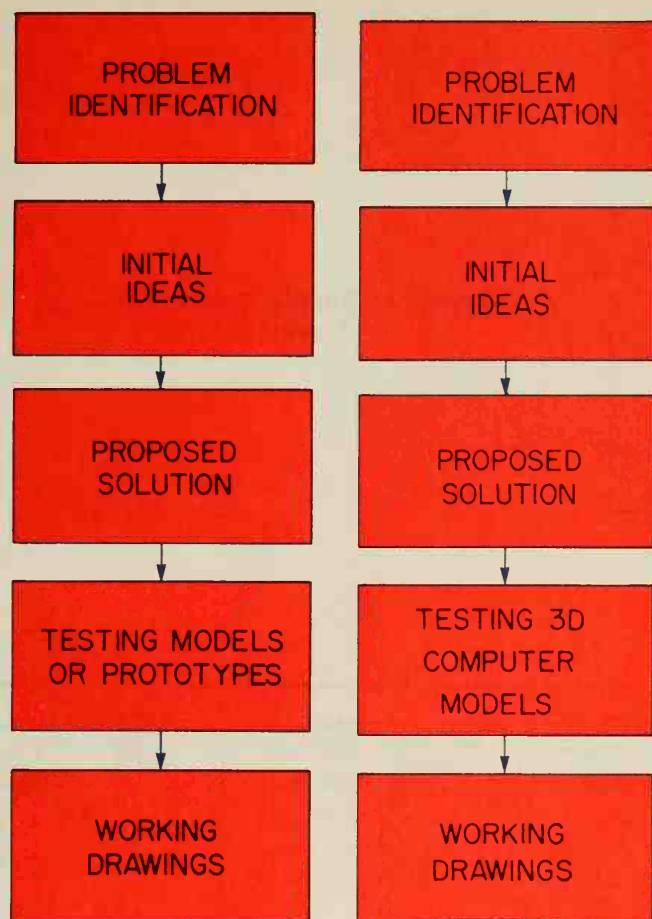 PROBLEM
IDENTIFICATION
INITIAL
IDEAS
PROPOSED
SOLUTION
TESTING MODELS
OR PROTOTYPES
WORKING
DRAWINGS
PROBLEM
IDENTIFICATION
INITIAL
IDEAS
PROPOSED
SOLUTION
TESTING 3D
COMPUTER
MODELS
WORKING
DRAWINGS